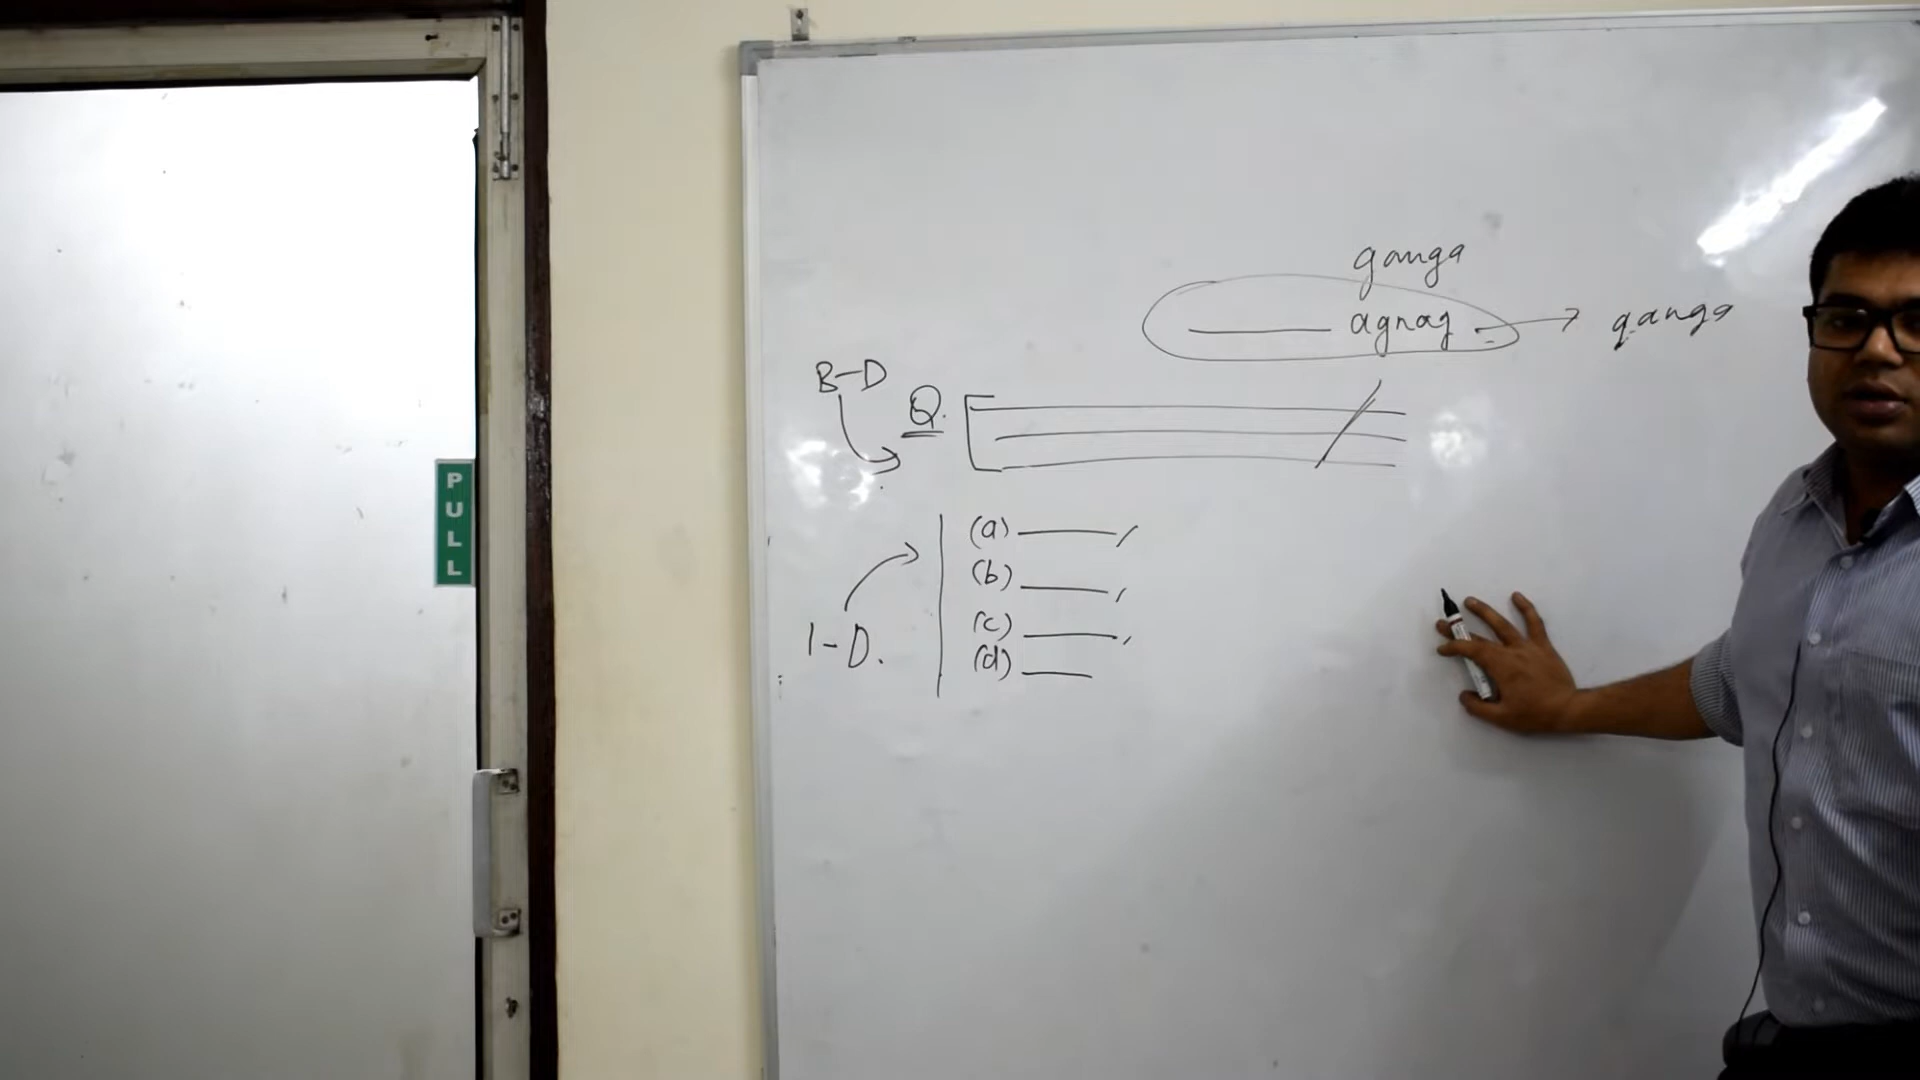 PULL
ganga
agnag → ganga
B-D
Q.
(a)
(b)
(c)
1-D.
(d)